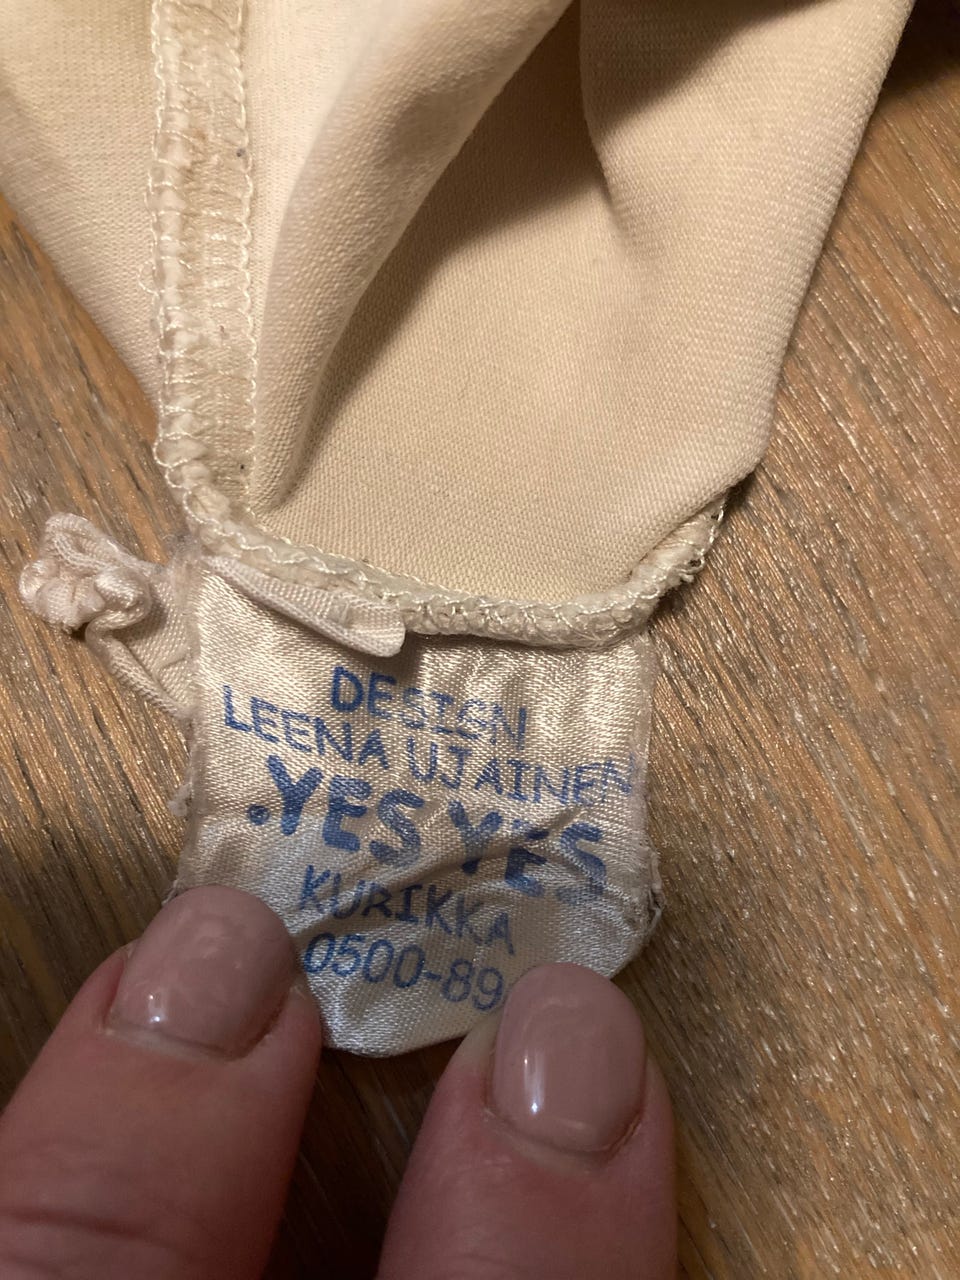 DESIGN
LEENA UJAINEN
.YES YES
KURIKKA
0500-89